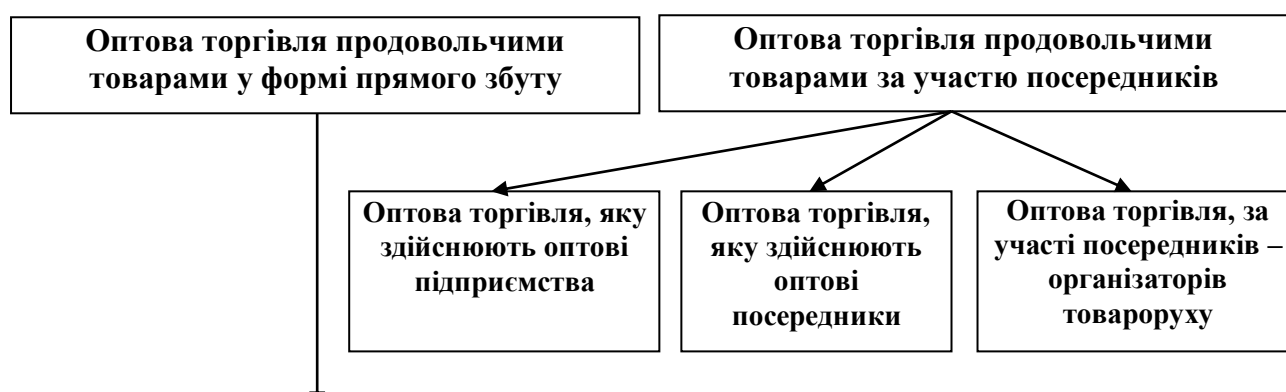 Оптова торгівля продовольчими
товарами у формі прямого збуту
Оптова торгівля продовольчими
товарами за участю посередників
Оптова торгівля, яку
здійснюють оптові
підприємства
Оптова торгівля,
яку здійснюють
оптові
посередники
Оптова торгівля, за
участі посередників –
організаторів
товароруху